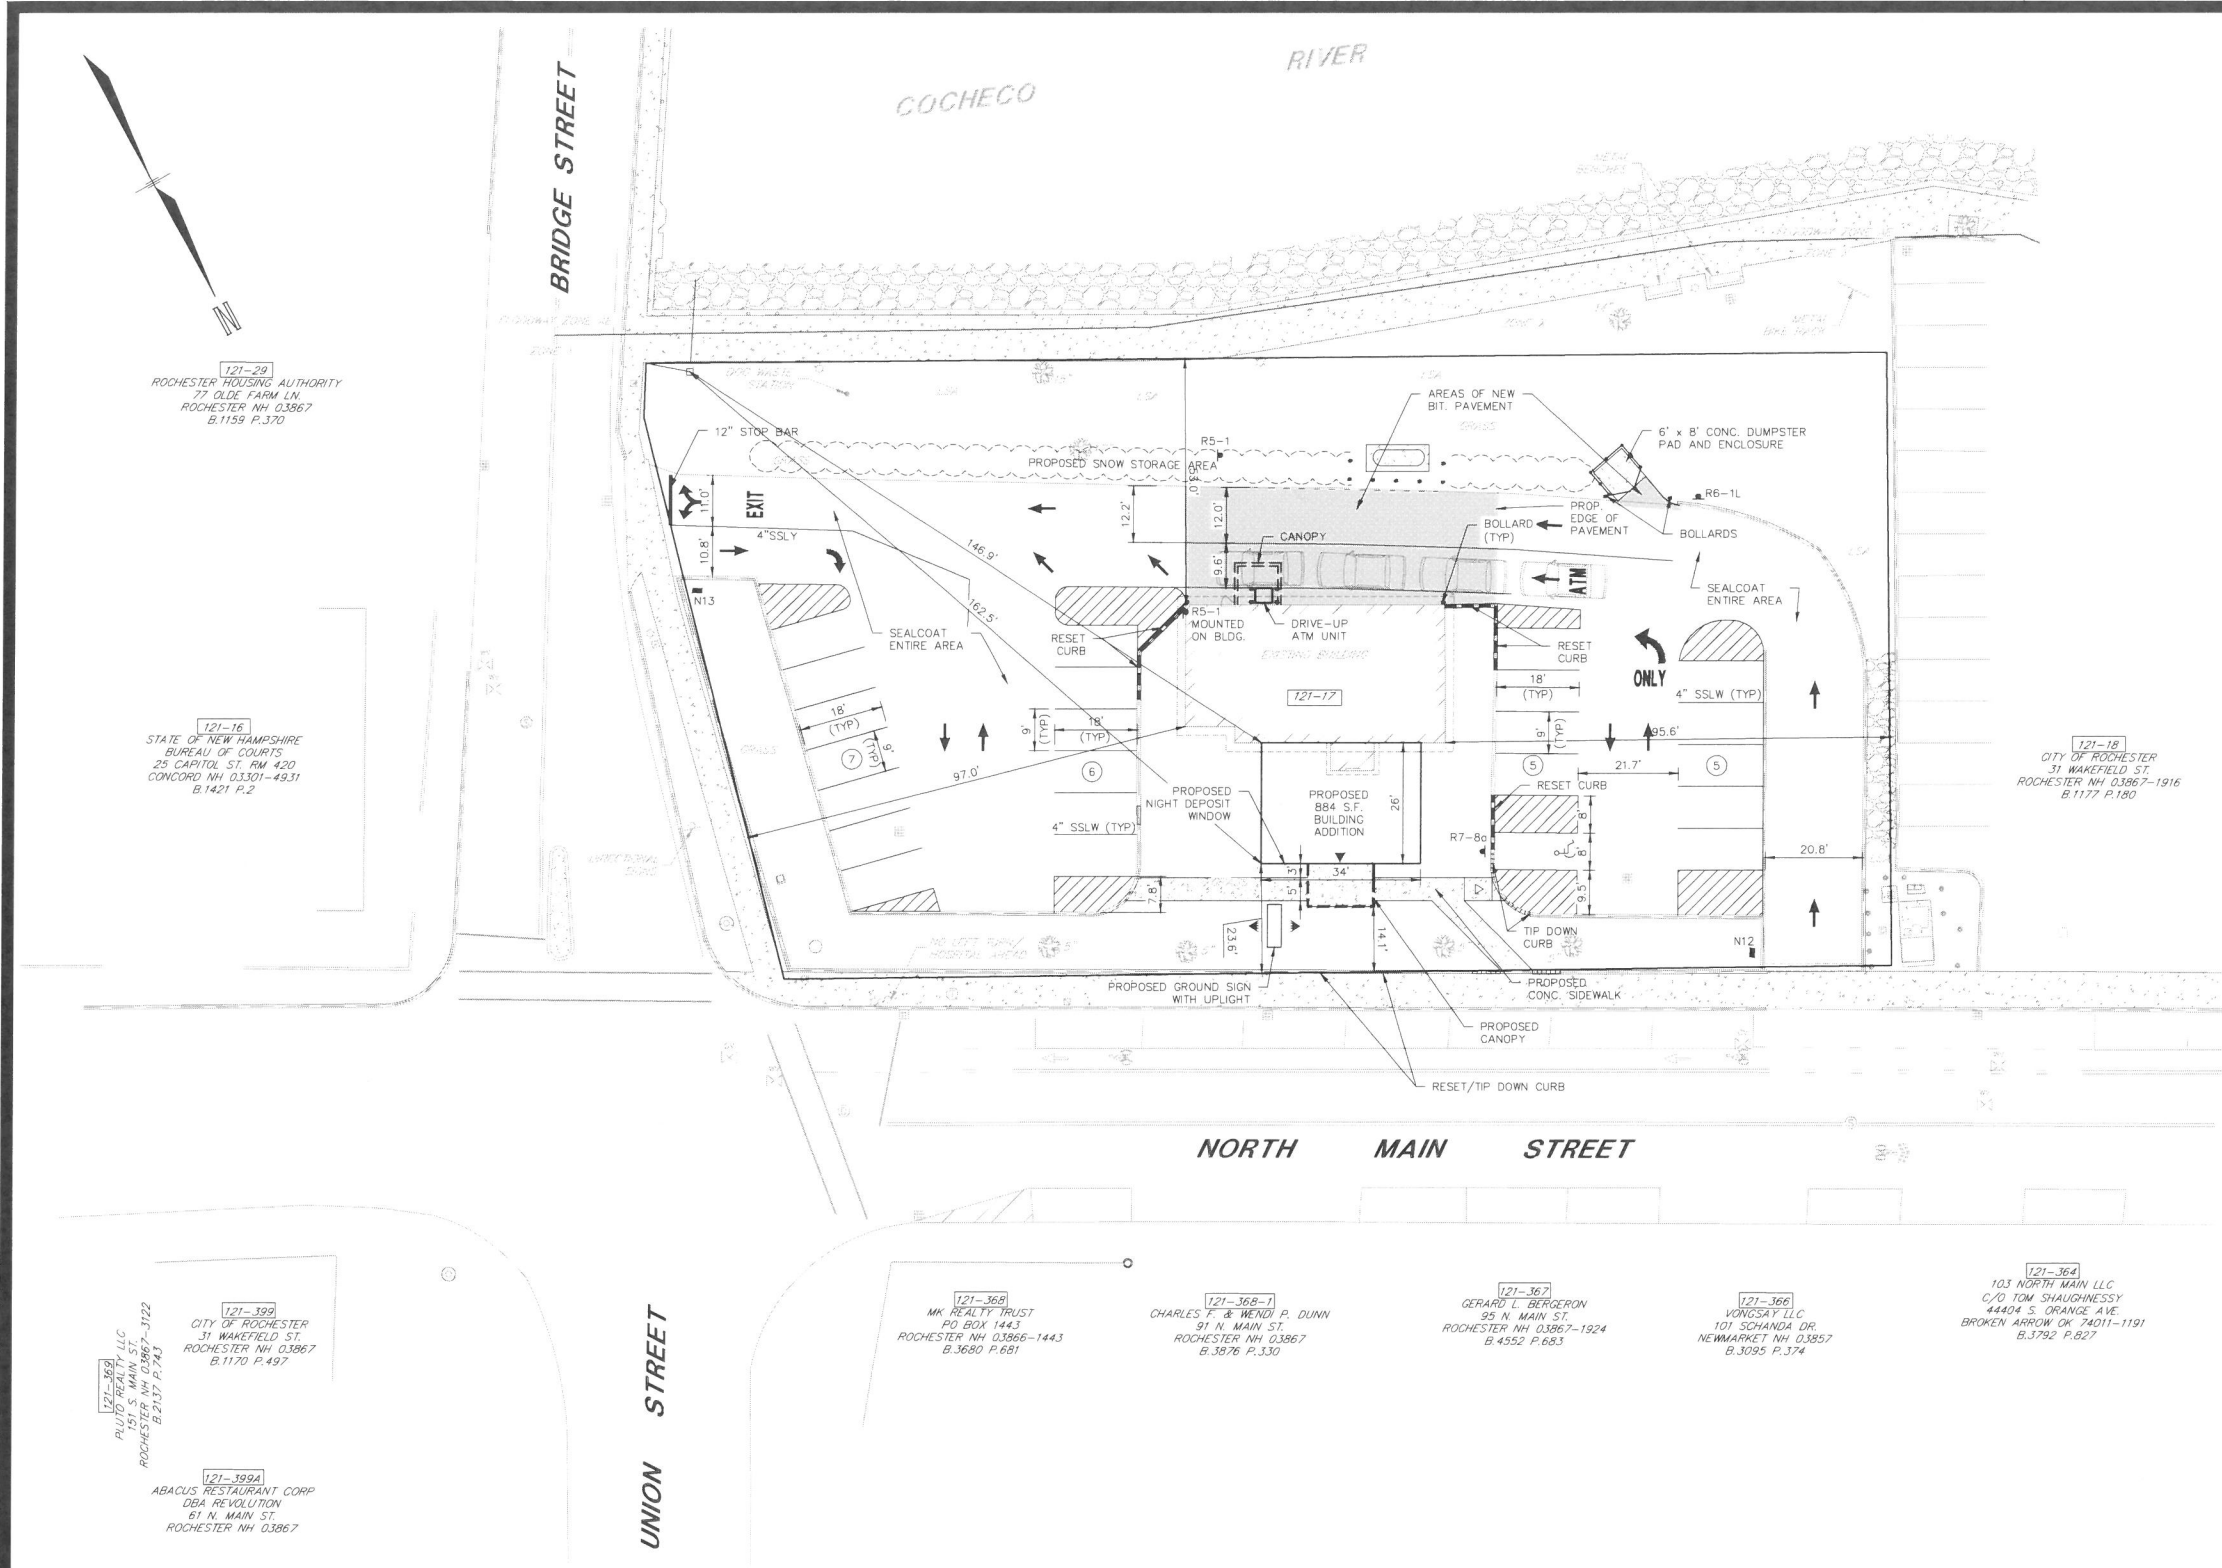 RIVER
COCHECO
BRIDGE STREET
N
121-29
ROCHESTER HOUSING AUTHORITY
77 OLDE FARM LN.
ROCHESTER NH 03867
B.1159 P.370
DOG WASTE
STATION
LSA
LSA
LSA
AREAS OF NEW
BIT. PAVEMENT
GRASS
6' x 8' CONC. DUMPSTER
PAD AND ENCLOSURE
12" STOP BAR
GRASS
R5-1
PROPOSED SNOW STORAGE AREA
53.0'
R6-1L
11.0'
EXIT
12.2'
12.0'
PROP.
EDGE OF
PAVEMENT
BOLLARD
(TYP)
BOLLARDS
4"SSLY
10.8'
146.9'
CANOPY
9.6'
ATM
LSA
SEALCOAT
ENTIRE AREA
N13
162.5'
R5-1
MOUNTED
ON BLDG.
DRIVE-UP
ATM UNIT
SEALCOAT
ENTIRE AREA
RESET
CURB
EXISTING BUILDING
RESET
CURB
ONLY
121-17
18'
(TYP)
4" SSLW (TYP)
18'
(TYP)
9'
(TYP)
9'
(TYP)
18'
(TYP)
9'
(TYP)
95.6'
GRASS
7
97.0'
6
5
21.7'
5
121-16
STATE OF NEW HAMPSHIRE
BUREAU OF COURTS
25 CAPITOL ST. RM 420
CONCORD NH 03301-4931
B.1421 P.2
121-18
CITY OF ROCHESTER
31 WAKEFIELD ST.
ROCHESTER NH 03867-1916
B.1177 P.180
PROPOSED
NIGHT DEPOSIT
WINDOW
PROPOSED
884 S.F.
BUILDING
ADDITION
26'
RESET CURB
8'
4" SSLW (TYP)
R7-8a
8'
20.8'
34'
3'
5'
7.8'
9.5'
23.6'
14.1'
TIP DOWN
CURB
N12
PROPOSED GROUND SIGN
WITH UPLIGHT
PROPOSED
CONC. SIDEWALK
PROPOSED
CANOPY
RESET/TIP DOWN CURB
NORTH MAIN STREET
UNION STREET
121-399
CITY OF ROCHESTER
31 WAKEFIELD ST.
ROCHESTER NH 03867
B.1170 P.497
121-369
PLUTO REALTY LLC
151 S. MAIN ST.
ROCHESTER NH 03867-3122
B.2137 P.743
121-399A
ABACUS RESTAURANT CORP
DBA REVOLUTION
61 N. MAIN ST.
ROCHESTER NH 03867
121-368
MK REALTY TRUST
PO BOX 1443
ROCHESTER NH 03866-1443
B.3680 P.681
121-368-1
CHARLES F. & WENDI P. DUNN
91 N. MAIN ST.
ROCHESTER NH 03867
B.3876 P.330
121-367
GERARD L. BERGERON
95 N. MAIN ST.
ROCHESTER NH 03867-1924
B.4552 P.683
121-366
VONGSAY LLC
101 SCHANDA DR.
NEWMARKET NH 03857
B.3095 P.374
121-364
103 NORTH MAIN LLC
C/O TOM SHAUGHNESSY
44404 S. ORANGE AVE.
BROKEN ARROW OK 74011-1191
B.3792 P.827